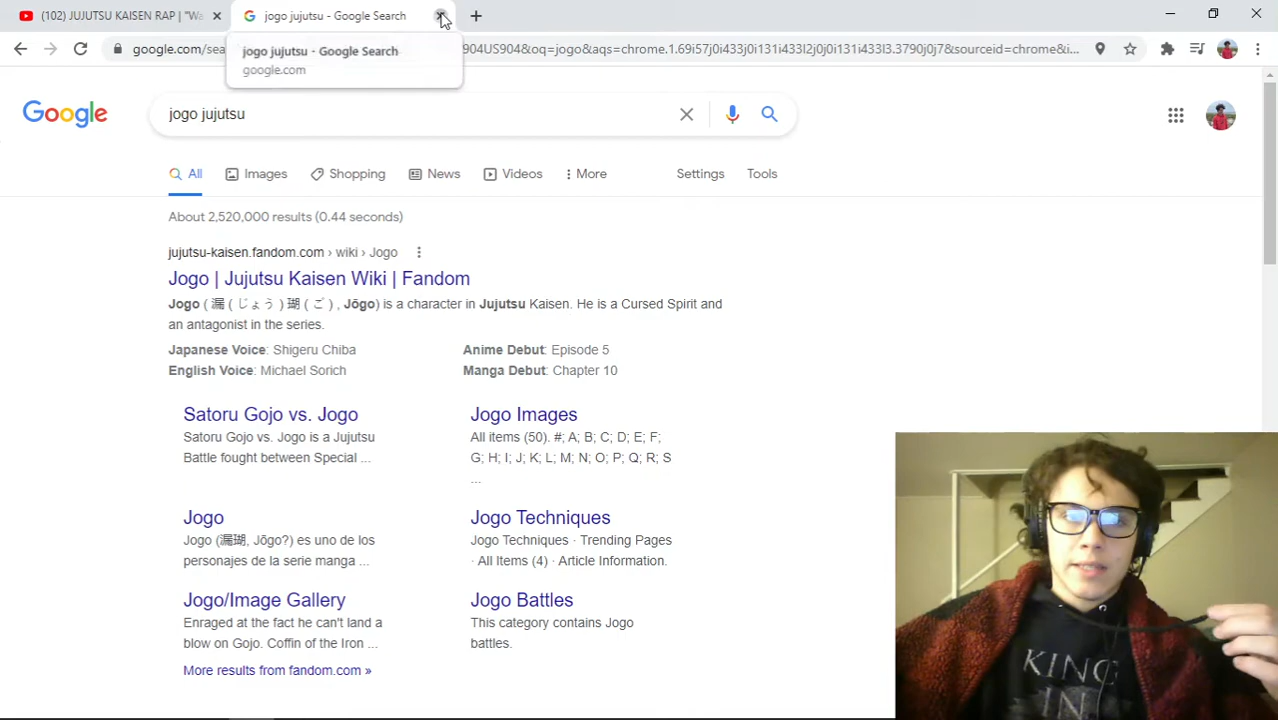 (102) JUJUTSU KAISEN RAP | "Wa
jogo jujutsu - Google Search
google.com/sea
904US904&oq=jogo&aqs=chrome.1.69i57j0i433j0i131i433l2j0j0i131i433l3.3790j0j7&sourceid=chrome&i...
jogo jujutsu - Google Search
google.com
Google
jogo jujutsu
All
Images
Shopping
News
Videos
More
Settings
Tools
About 2,520,000 results (0.44 seconds)
jujutsu-kaisen.fandom.com › wiki › Jogo
Jogo | Jujutsu Kaisen Wiki | Fandom
Jogo ( 漏 ( じょう ) 瑚 ( ご ) , Jōgo) is a character in Jujutsu Kaisen. He is a Cursed Spirit and
an antagonist in the series.
Japanese Voice: Shigeru Chiba
Anime Debut: Episode 5
English Voice: Michael Sorich
Manga Debut: Chapter 10
Satoru Gojo vs. Jogo
Satoru Gojo vs. Jogo is a Jujutsu
Battle fought between Special ...
Jogo Images
All items (50). #; A; B; C; D; E; F;
G; H; I; J; K; L; M; N; O; P; Q; R; S
...
Jogo
Jogo (漏瑚, Jōgo?) es uno de los
personajes de la serie manga ...
Jogo Techniques
Jogo Techniques · Trending Pages
· All Items (4) · Article Information.
Jogo/Image Gallery
Enraged at the fact he can't land a
blow on Gojo. Coffin of the Iron ...
Jogo Battles
This category contains Jogo
battles.
More results from fandom.com »
KING
IN